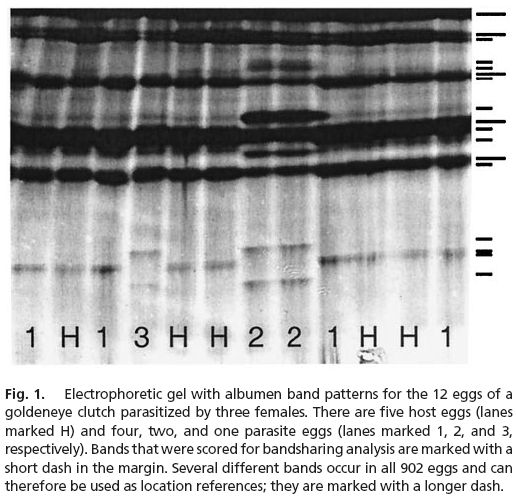 1 H 1 3 H H 2 2 1 H H 1
Fig. 1. Electrophoretic gel with albumen band patterns for the 12 eggs of a
goldeneye clutch parasitized by three females. There are five host eggs (lanes
marked H) and four, two, and one parasite eggs (lanes marked 1, 2, and 3,
respectively). Bands that were scored for bandsharing analysis are marked with a
short dash in the margin. Several different bands occur in all 902 eggs and can
therefore be used as location references; they are marked with a longer dash.